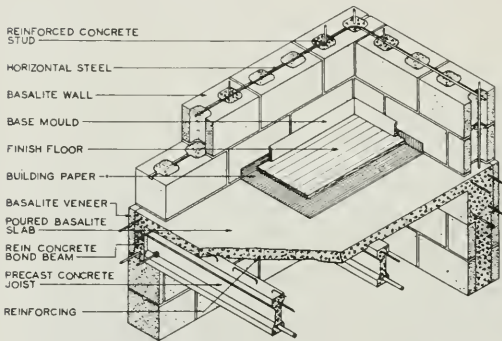 REINFORCED CONCRETE
STUD
HORIZONTAL STEEL
BASALITE WALL
BASE MOULD
FINISH FLOOR
BUILDING PAPER
BASALITE VENEER
POURED BASALITE
SLAB
REIN CONCRETE
BOND BEAM
PRECAST CONCRETE
JOIST
REINFORCING